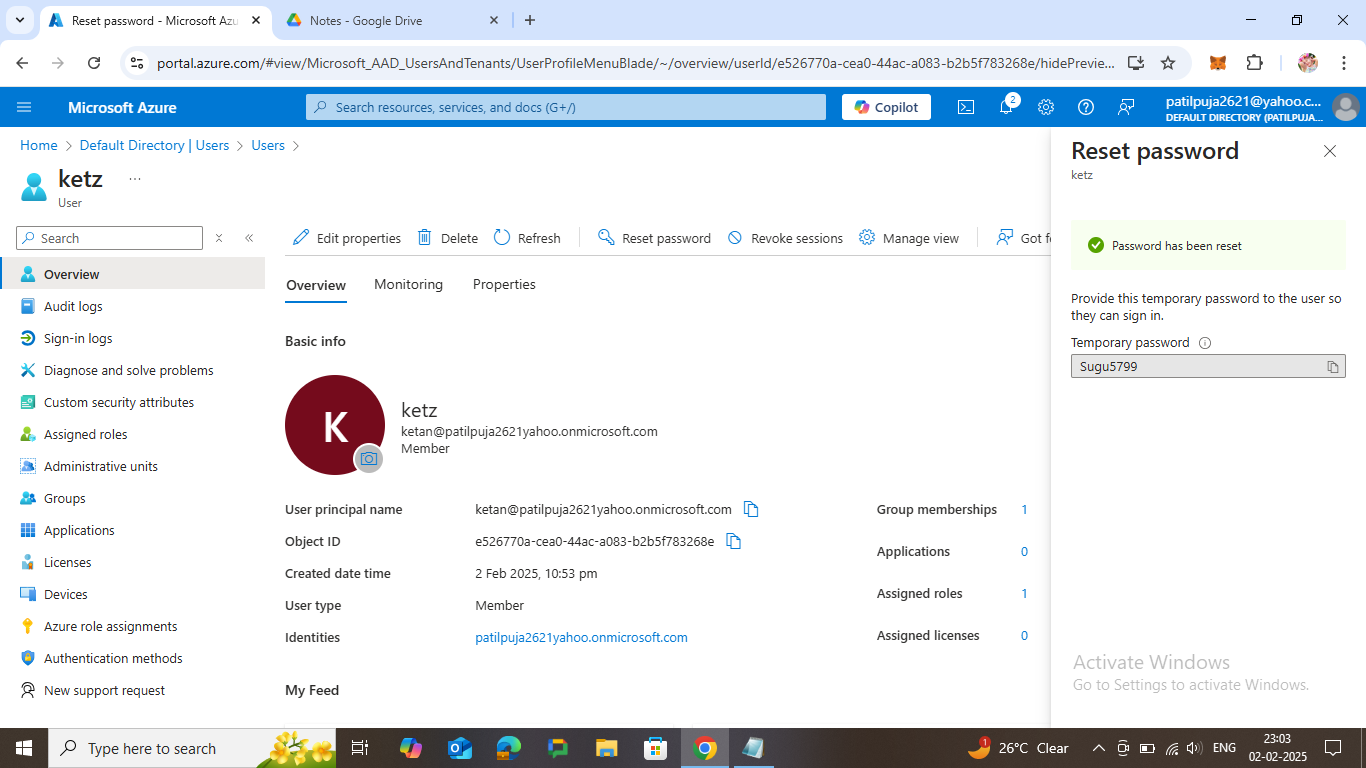 Reset password - Microsoft Azu
Notes - Google Drive
portal.azure.com/#view/Microsoft_AAD_UsersAndTenants/UserProfileMenuBlade/~/overview/userId/e526770a-cea0-44ac-a083-b2b5f783268e/hidePrevie...
Microsoft Azure
Search resources, services, and docs (G+/)
Copilot
2
patilpuja2621@yahoo.c...
DEFAULT DIRECTORY (PATILPUJA...
Home > Default Directory | Users > Users >
ketz
...
User
Search
Overview
Audit logs
Sign-in logs
Diagnose and solve problems
Custom security attributes
Assigned roles
Administrative units
Groups
Applications
Licenses
Devices
Azure role assignments
Authentication methods
New support request
Edit properties Delete Refresh Reset password Revoke sessions Manage view Got f
Overview Monitoring Properties
Basic info
K
ketz
ketan@patilpuja2621yahoo.onmicrosoft.com
Member
User principal name ketan@patilpuja2621yahoo.onmicrosoft.com
Object ID e526770a-cea0-44ac-a083-b2b5f783268e
Created date time 2 Feb 2025, 10:53 pm
User type Member
Identities patilpuja2621yahoo.onmicrosoft.com
Group memberships 1
Applications 0
Assigned roles 1
Assigned licenses 0
My Feed
Reset password
ketz
Password has been reset
Provide this temporary password to the user so
they can sign in.
Temporary password
Sugu5799
Activate Windows
Go to Settings to activate Windows.
Type here to search
1
26°C Clear
ENG
23:03
02-02-2025